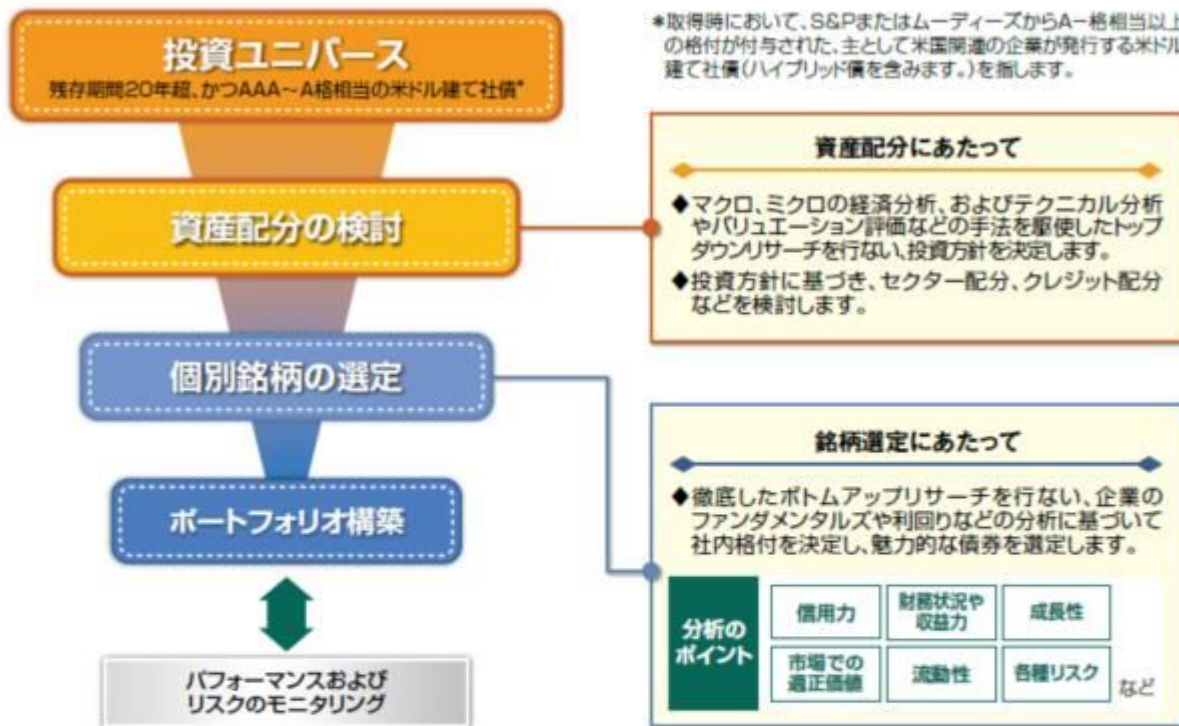 投資ユニバース
残存期間20年超、かつAAA～A格相当の米ドル建て社債*
資産配分の検討
個別銘柄の選定
ポートフォリオ構築
パフォーマンスおよび
リスクのモニタリング
*取得時において、S&PまたはムーディーズからA－格相当以上
の格付が付与された、主として米国関連の企業が発行する米ドル
建て社債(ハイブリッド債を含みます。)を指します。
資産配分にあたって
◆マクロ、ミクロの経済分析、およびテクニカル分析
やバリュエーション評価などの手法を駆使したトップ
ダウンリサーチを行ない、投資方針を決定します。
◆投資方針に基づき、セクター配分、クレジット配分
などを検討します。
銘柄選定にあたって
◆徹底したボトムアップリサーチを行ない、企業の
ファンダメンタルズや利回りなどの分析に基づいて
社内格付を決定し、魅力的な債券を選定します。
分析の
ポイント
信用力
財務状況や
収益力
成長性
市場での
適正価値
流動性
各種リスク
など